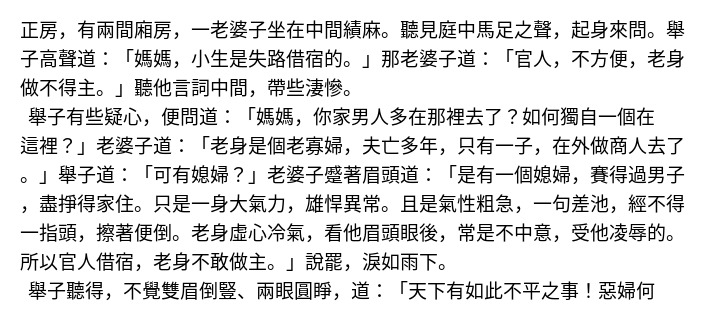 正房，有兩間廂房，一老婆子坐在中間績麻。聽見庭中馬足之聲，起身來問。舉
子高聲道：「媽媽，小生是失路借宿的。」那老婆子道：「官人，不方便，老身
做不得主。」聽他言詞中間，帶些淒慘。
舉子有些疑心，便問道：「媽媽，你家男人多在那裡去了？如何獨自一個在
這裡？」老婆子道：「老身是個老寡婦，夫亡多年，只有一子，在外做商人去了
。」舉子道：「可有媳婦？」老婆子蹙著眉頭道：「是有一個媳婦，賽得過男子
，盡掙得家住。只是一身大氣力，雄悍異常。且是氣性粗急，一句差池，經不得
一指頭，擦著便倒。老身虛心冷氣，看他眉頭眼後，常是不中意，受他凌辱的。
所以官人借宿，老身不敢做主。」說罷，淚如雨下。
舉子聽得，不覺雙眉倒豎、兩眼圓睜，道：「天下有如此不平之事！惡婦何